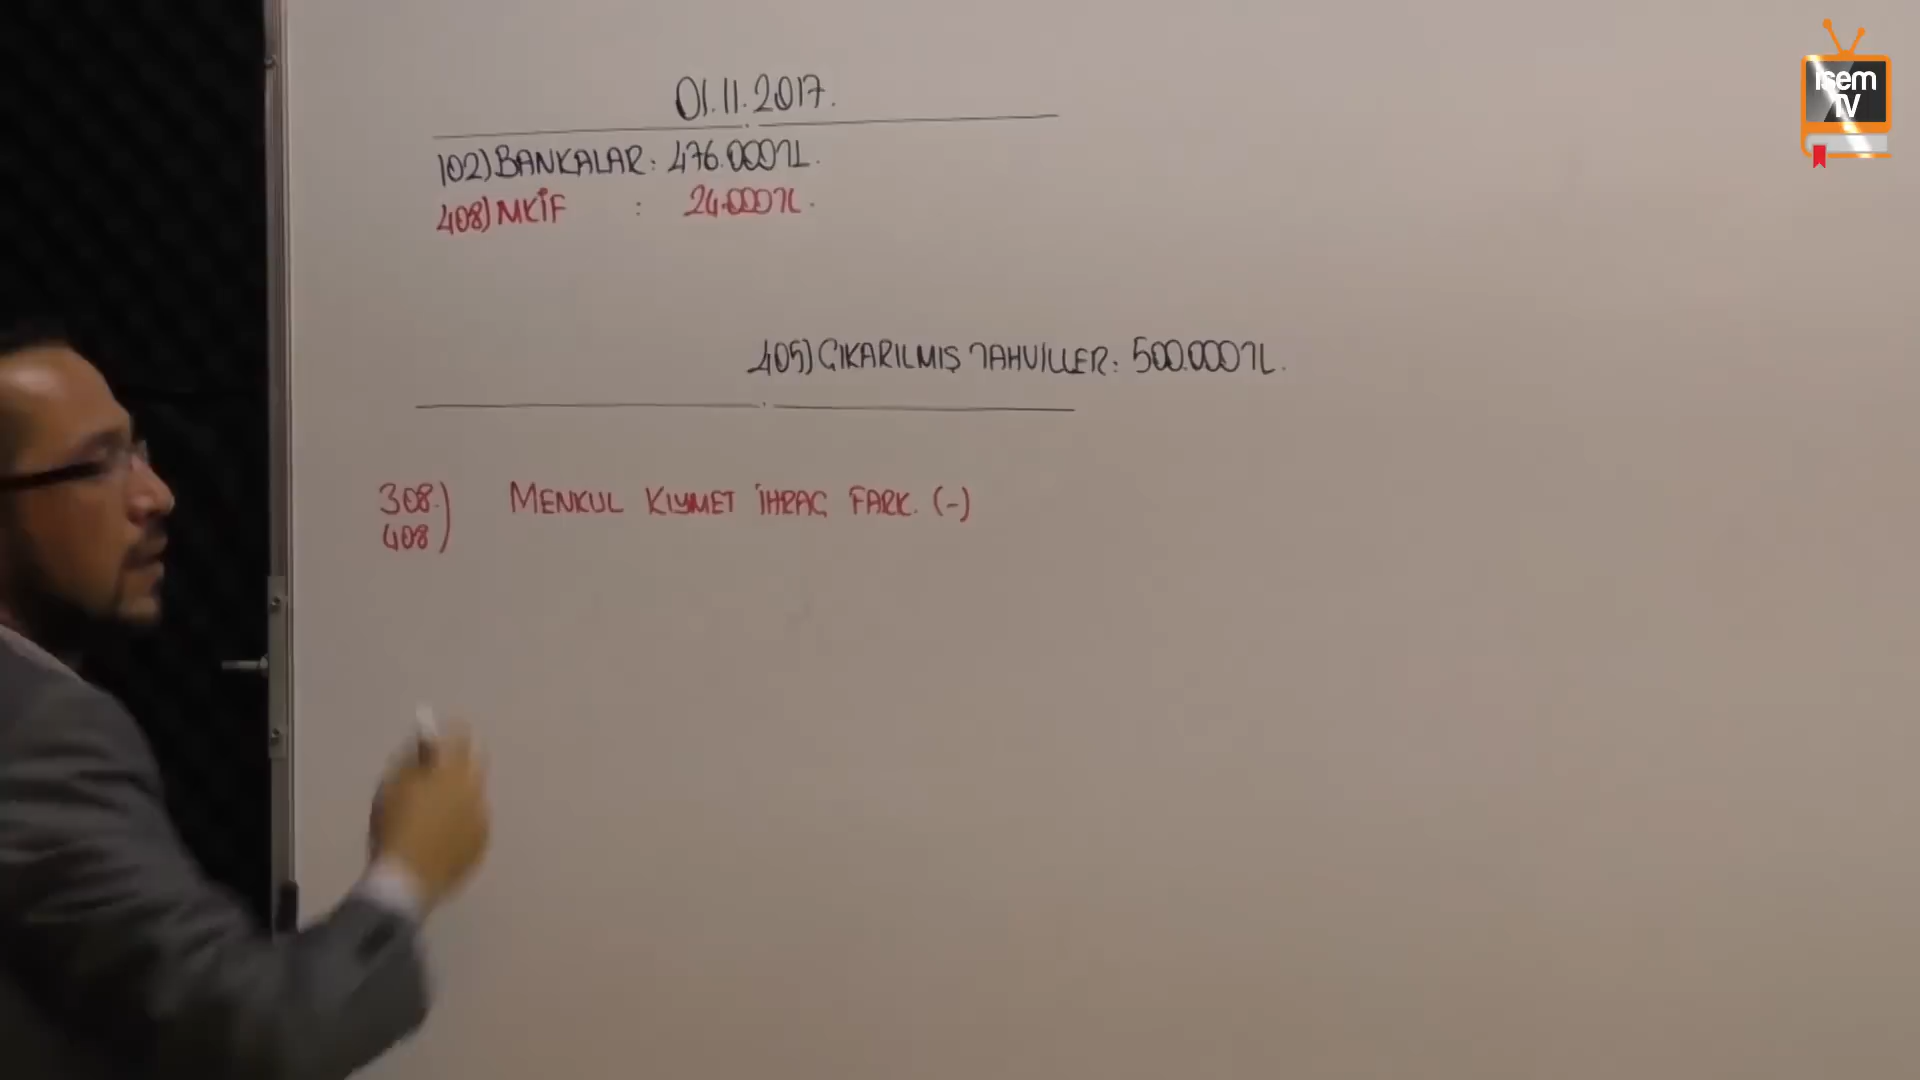 01.11.2017.
102) BANKALAR: 476.000TL.
408) MKİF : 24.000TL.
405) ÇIKARILMIŞ TAHVİLLER: 500.000TL.
308.) MENKUL KIYMET İHRAÇ FARK. (-)
408)
isem
TV